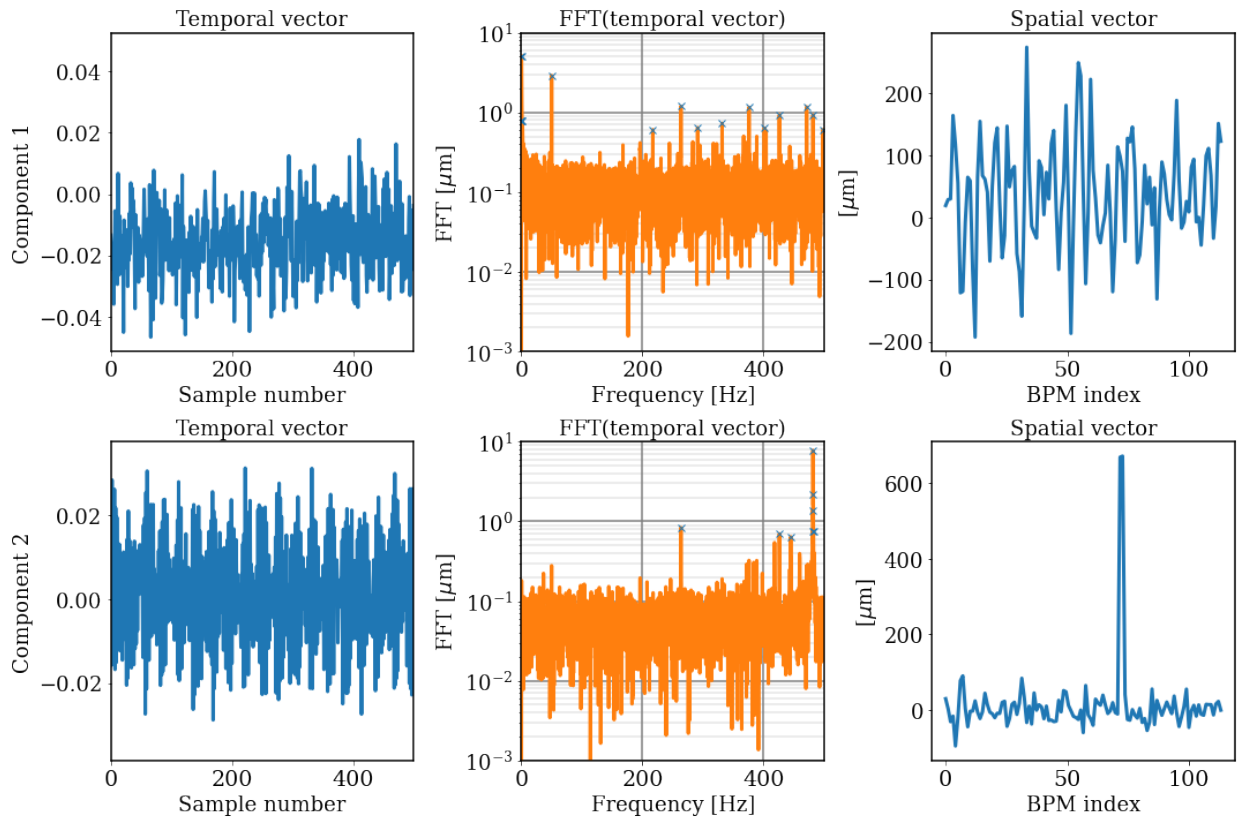 Temporal vector
FFT(temporal vector)
Spatial vector
Component 1
0.04
0.02
0.00
−0.02
−0.04
0
200
400
Sample number
FFT [μm]
10^1
10^0
10^−1
10^−2
10^−3
0
200
400
Frequency [Hz]
[μm]
200
100
0
−100
−200
0
50
100
BPM index
Temporal vector
FFT(temporal vector)
Spatial vector
Component 2
0.02
0.00
−0.02
0
200
400
Sample number
FFT [μm]
10^1
10^0
10^−1
10^−2
10^−3
0
200
400
Frequency [Hz]
[μm]
600
400
200
0
0
50
100
BPM index